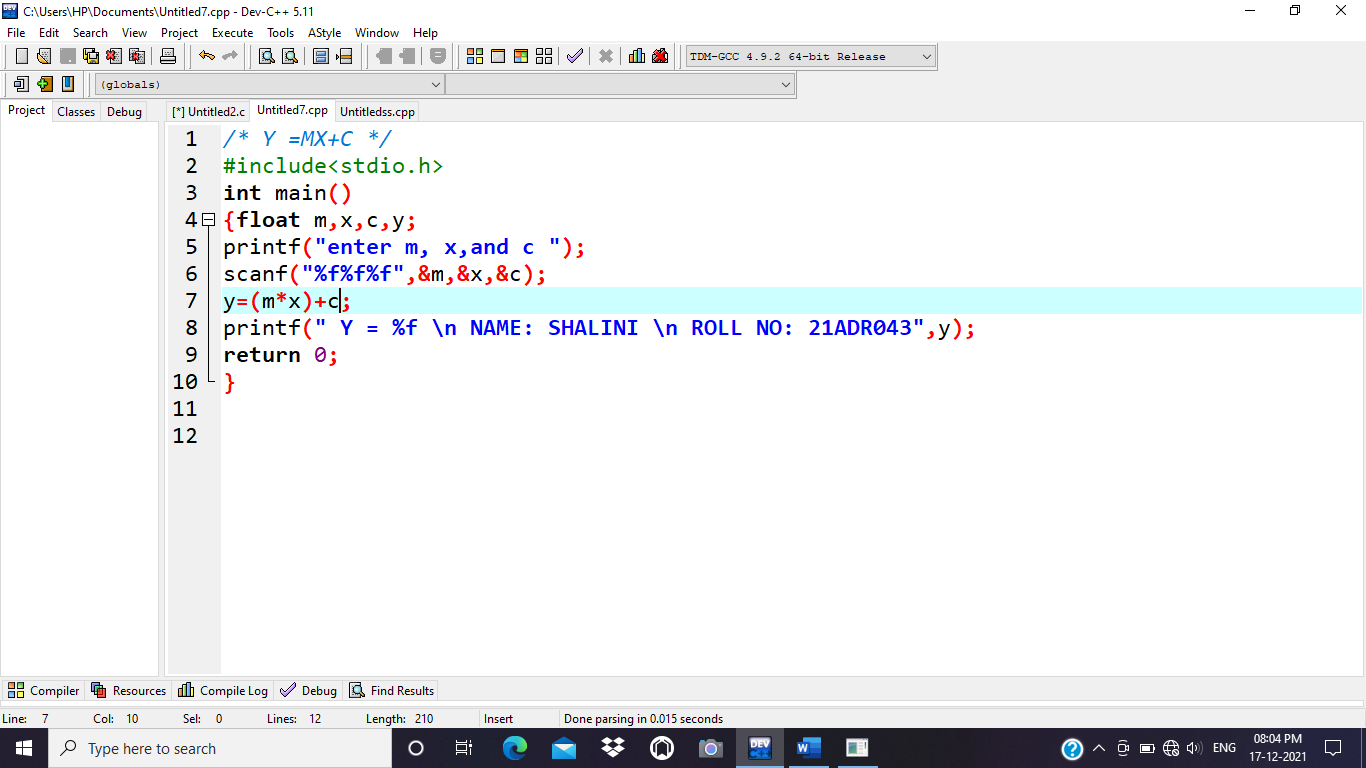 C:\Users\HP\Documents\Untitled7.cpp - Dev-C++ 5.11
File Edit Search View Project Execute Tools AStyle Window Help
TDM-GCC 4.9.2 64-bit Release
(globals)
Project Classes Debug [*] Untitled2.c Untitled7.cpp Untitledss.cpp
1 /* Y =MX+C */
2 #include<stdio.h>
3 int main()
4 {float m,x,c,y;
5 printf("enter m, x,and c ");
6 scanf("%f%f%f",&m,&x,&c);
7 y=(m*x)+c;
8 printf(" Y = %f \n NAME: SHALINI \n ROLL NO: 21ADR043",y);
9 return 0;
10 }
11
12
Compiler Resources Compile Log Debug Find Results
Line: 7 Col: 10 Sel: 0 Lines: 12 Length: 210 Insert Done parsing in 0.015 seconds
Type here to search DEV W ENG 08:04 PM
17-12-2021